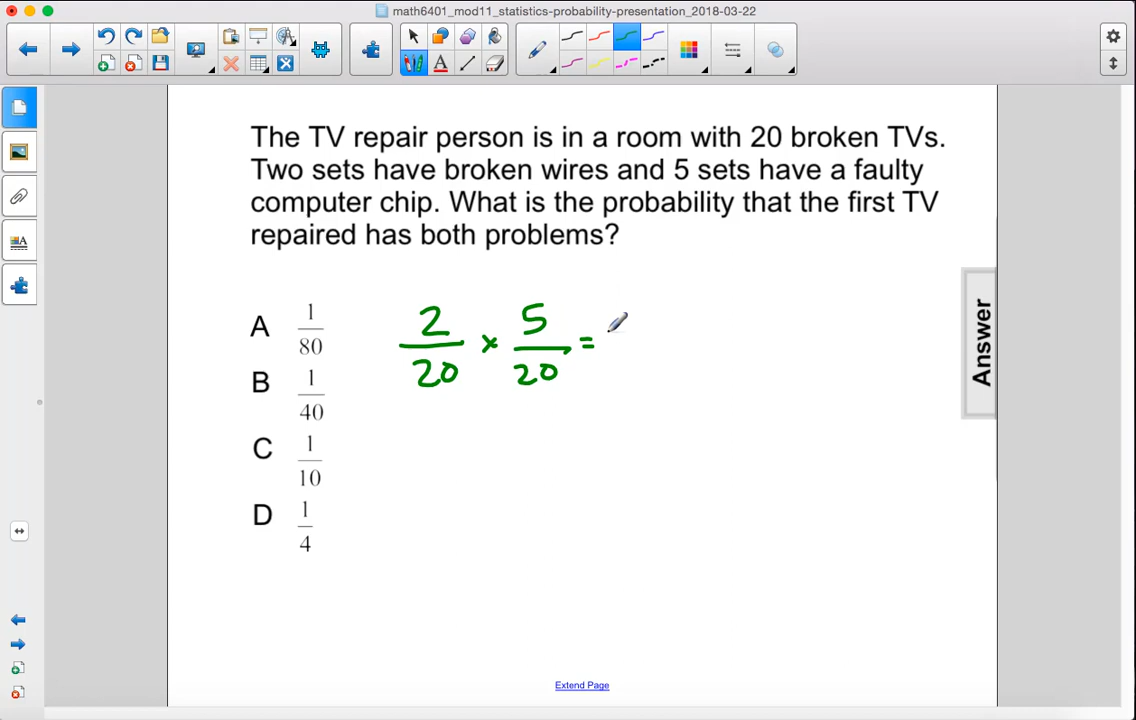 math6401_mod11_statistics-probability-presentation_2018-03-22
The TV repair person is in a room with 20 broken TVs.
Two sets have broken wires and 5 sets have a faulty
computer chip. What is the probability that the first TV
repaired has both problems?
A 1/80
B 1/40
C 1/10
D 1/4
2/20 × 5/20 =
Answer
Extend Page